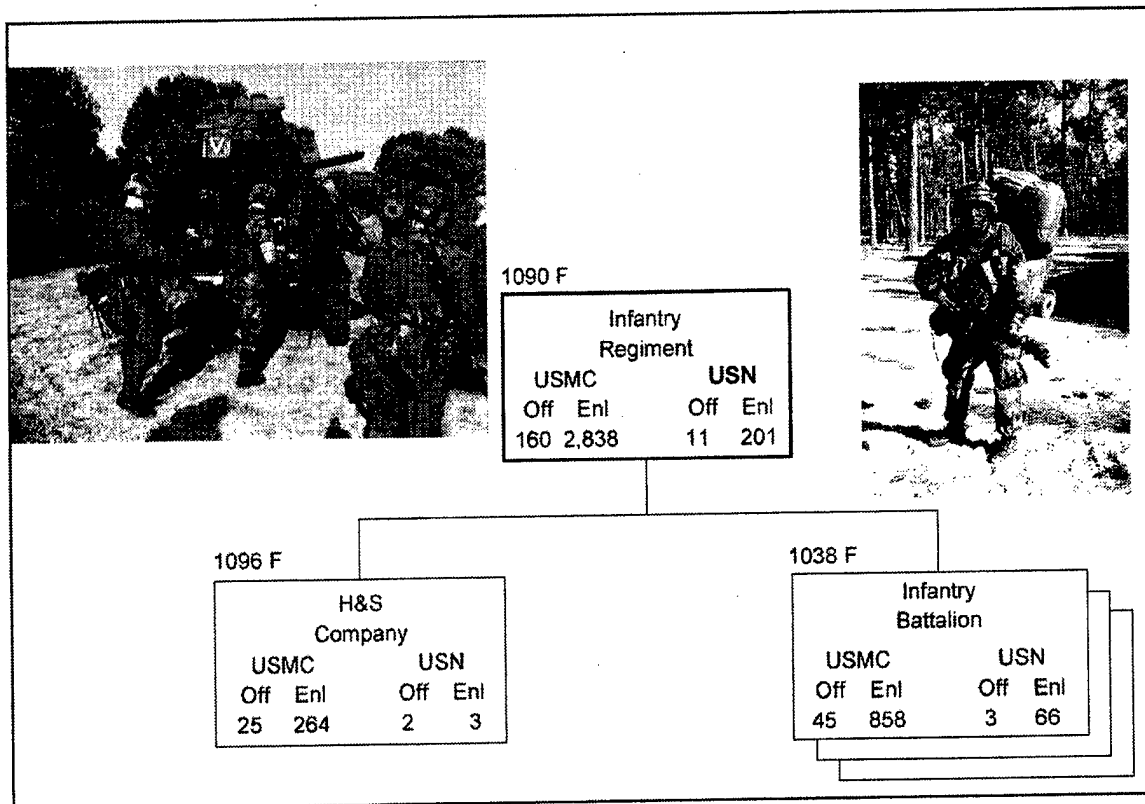 V
1090 F
Infantry
Regiment
USMC USN
Off Enl Off Enl
160 2,838 11 201
1096 F
H&S
Company
USMC USN
Off Enl Off Enl
25 264 2 3
1038 F
Infantry
Battalion
USMC USN
Off Enl Off Enl
45 858 3 66